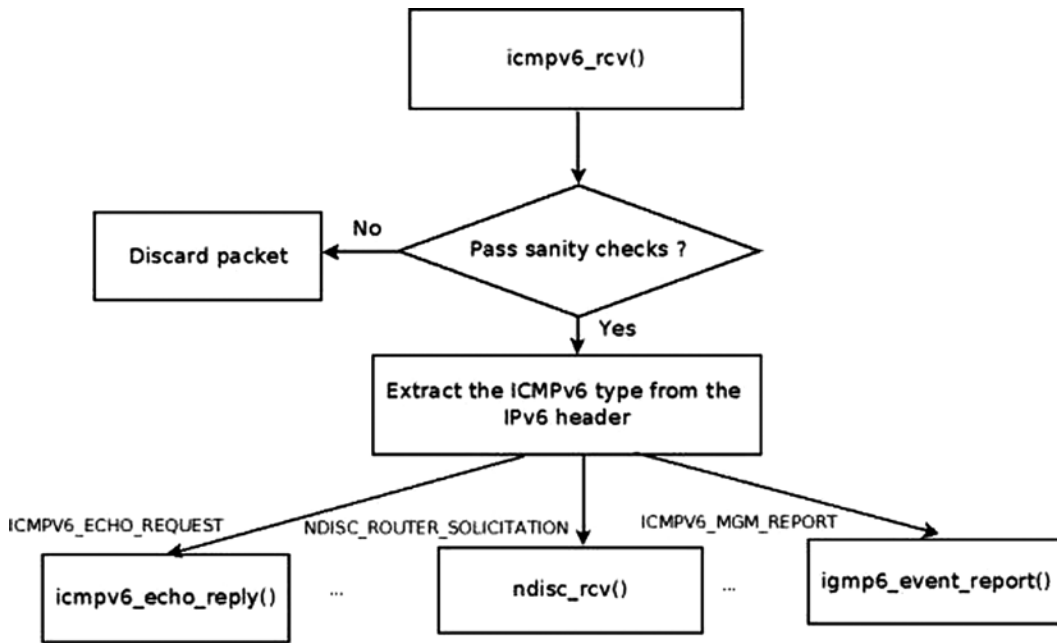 icmpv6_rcv()
No
Discard packet
Pass sanity checks ?
Yes
Extract the ICMPv6 type from the
IPv6 header
ICMPV6_ECHO_REQUEST
NDISC_ROUTER_SOLICITATION
ICMPV6_MGM_REPORT
icmpv6_echo_reply()
...
ndisc_rcv()
...
igmp6_event_report()